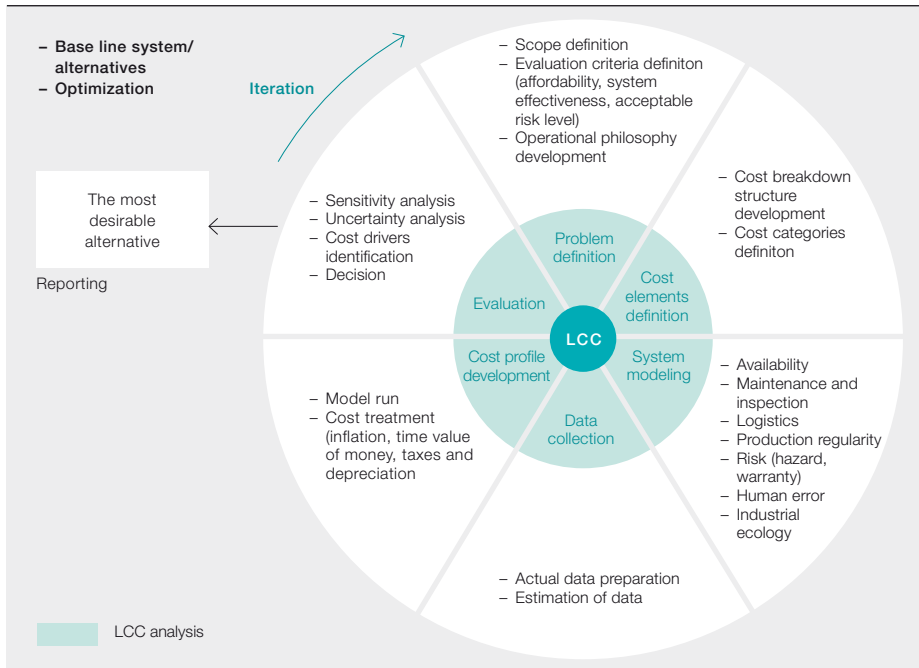 – Base line system/
alternatives
– Optimization
Iteration
– Scope definition
– Evaluation criteria definiton
(affordability, system
effectiveness, acceptable
risk level)
– Operational philosophy
development
– Cost breakdown
structure
development
– Cost categories
definiton
The most
desirable
alternative
Reporting
– Sensitivity analysis
– Uncertainty analysis
– Cost drivers
identification
– Decision
Problem
definition
Cost
elements
definition
Evaluation
LCC
Cost profile
development
System
modeling
Data
collection
– Availability
– Maintenance and
inspection
– Logistics
– Production regularity
– Risk (hazard,
warranty)
– Human error
– Industrial
ecology
– Model run
– Cost treatment
(inflation, time value
of money, taxes and
depreciation
– Actual data preparation
– Estimation of data
LCC analysis